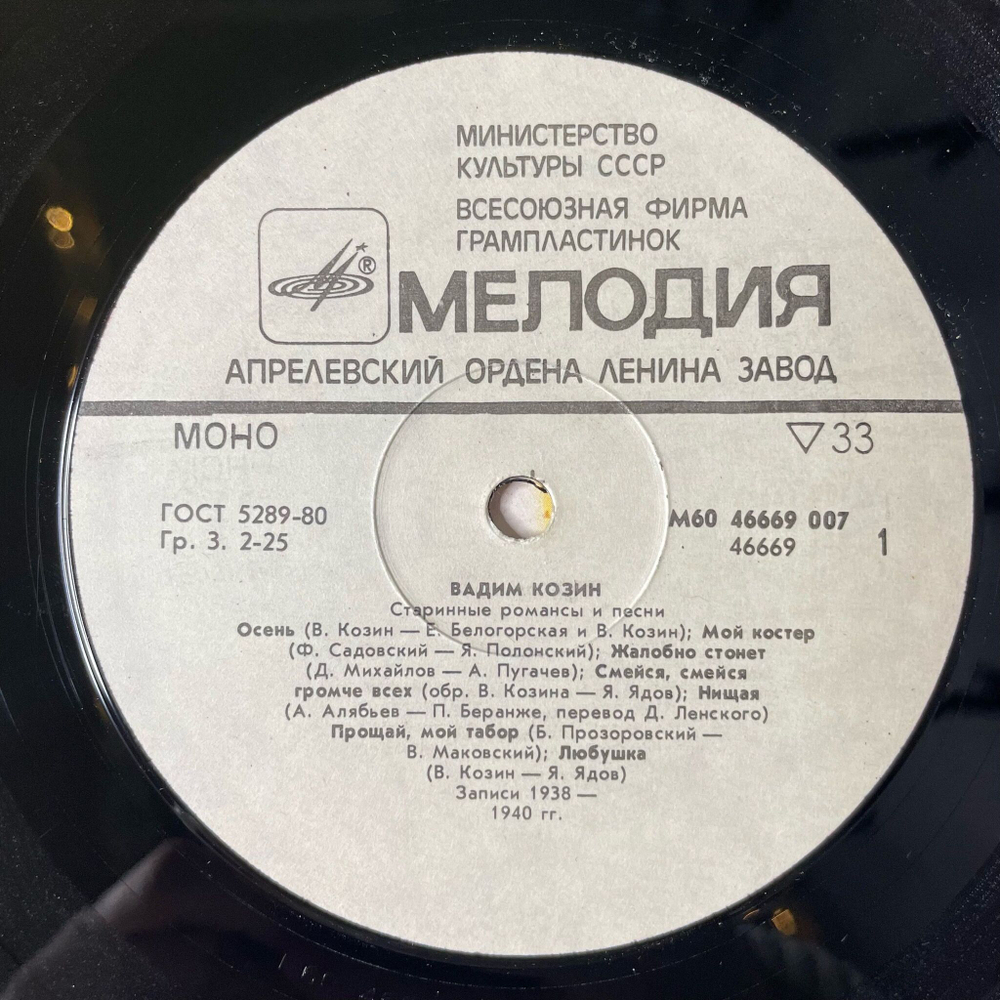 МИНИСТЕРСТВО
КУЛЬТУРЫ СССР
ВСЕСОЮЗНАЯ ФИРМА
ГРАМПЛАСТИНОК
®
МЕЛОДИЯ
АПРЕЛЕВСКИЙ ОРДЕНА ЛЕНИНА ЗАВОД
МОНО ▽33
ГОСТ 5289-80 М60 46669 007
Гр. 3. 2-25 46669 1
ВАДИМ КОЗИН
Старинные романсы и песни
Осень (В. Козин — Е. Белогорская и В. Козин); Мой костер
(Ф. Садовский — Я. Полонский); Жалобно стонет
(Д. Михайлов — А. Пугачев); Смейся, смейся
громче всех (обр. В. Козина — Я. Ядов); Нищая
(А. Алябьев — П. Беранже, перевод Д. Ленского)
Прощай, мой табор (Б. Прозоровский —
В. Маковский); Любушка
(В. Козин — Я. Ядов)
Записи 1938 —
1940 гг.